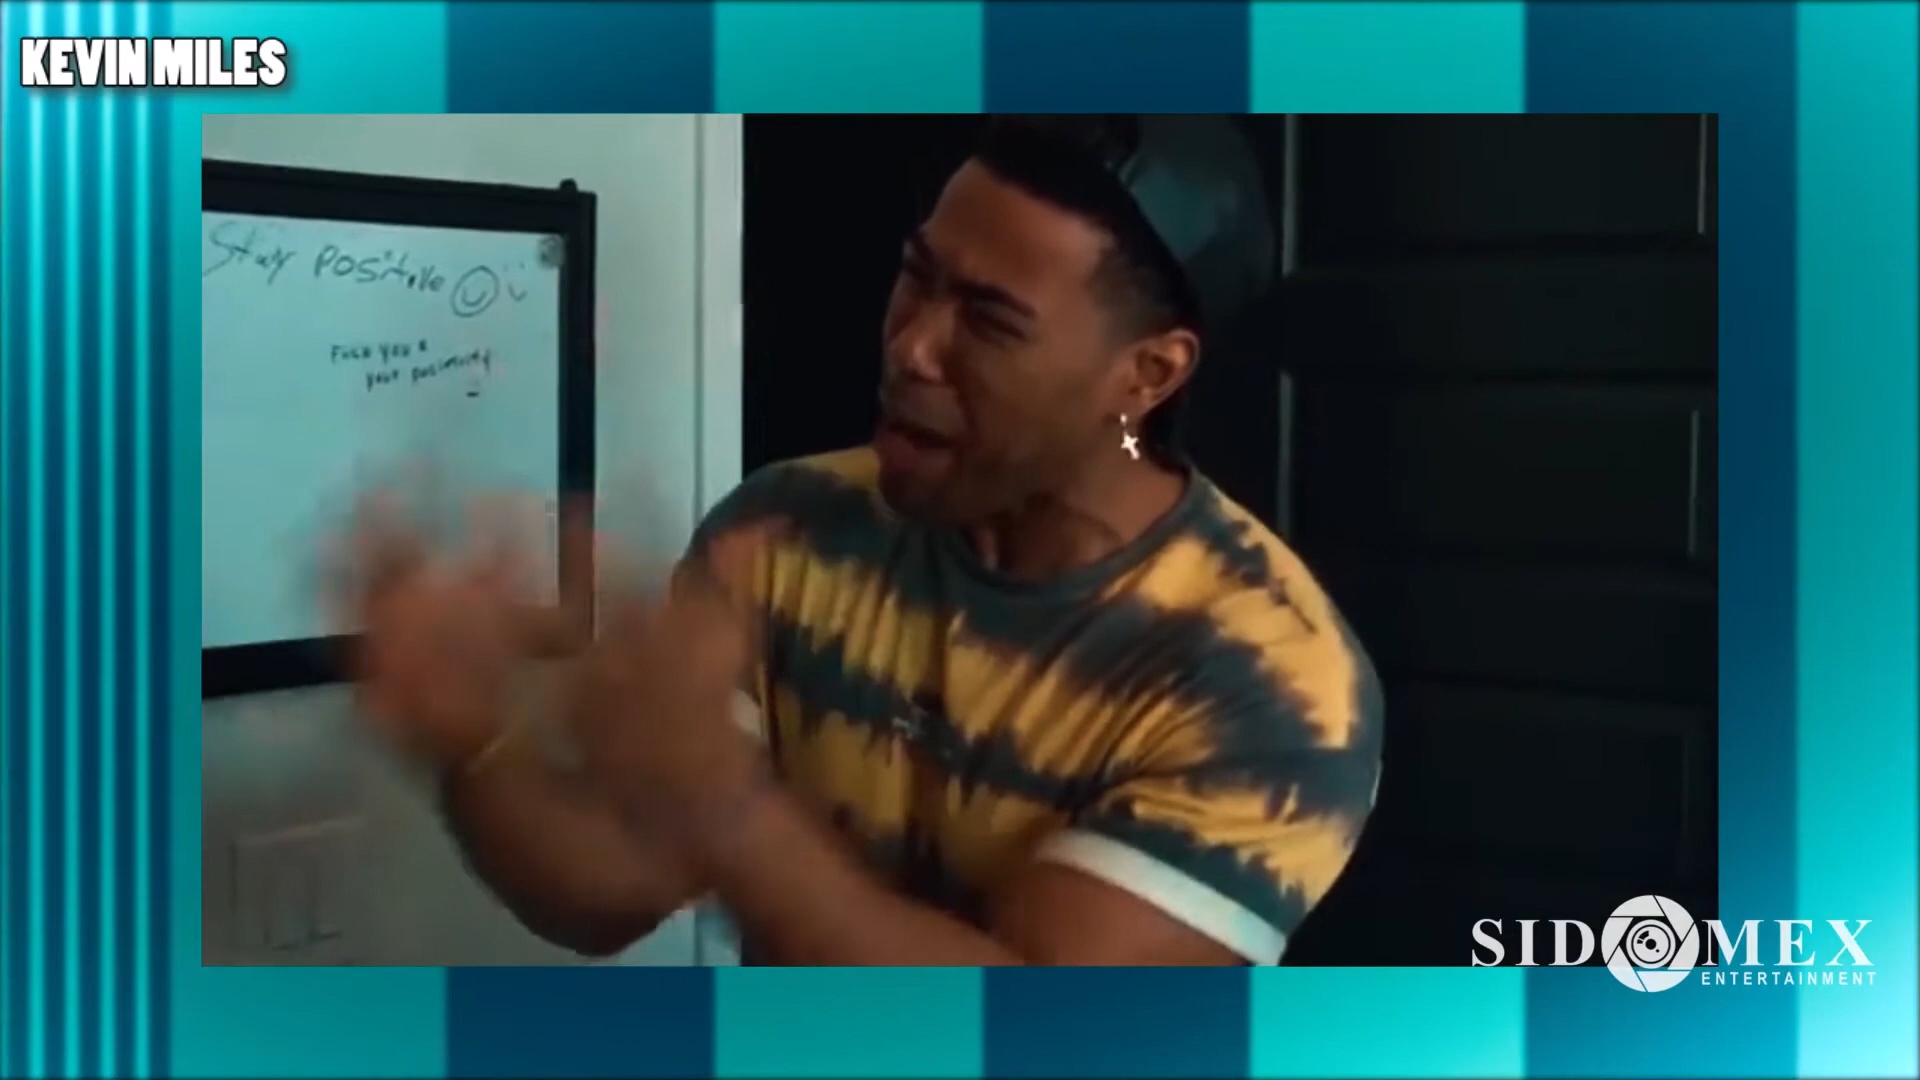 KEVIN MILES
Stay positive
Fuck you &
your positivity
SIDOMEX
ENTERTAINMENT